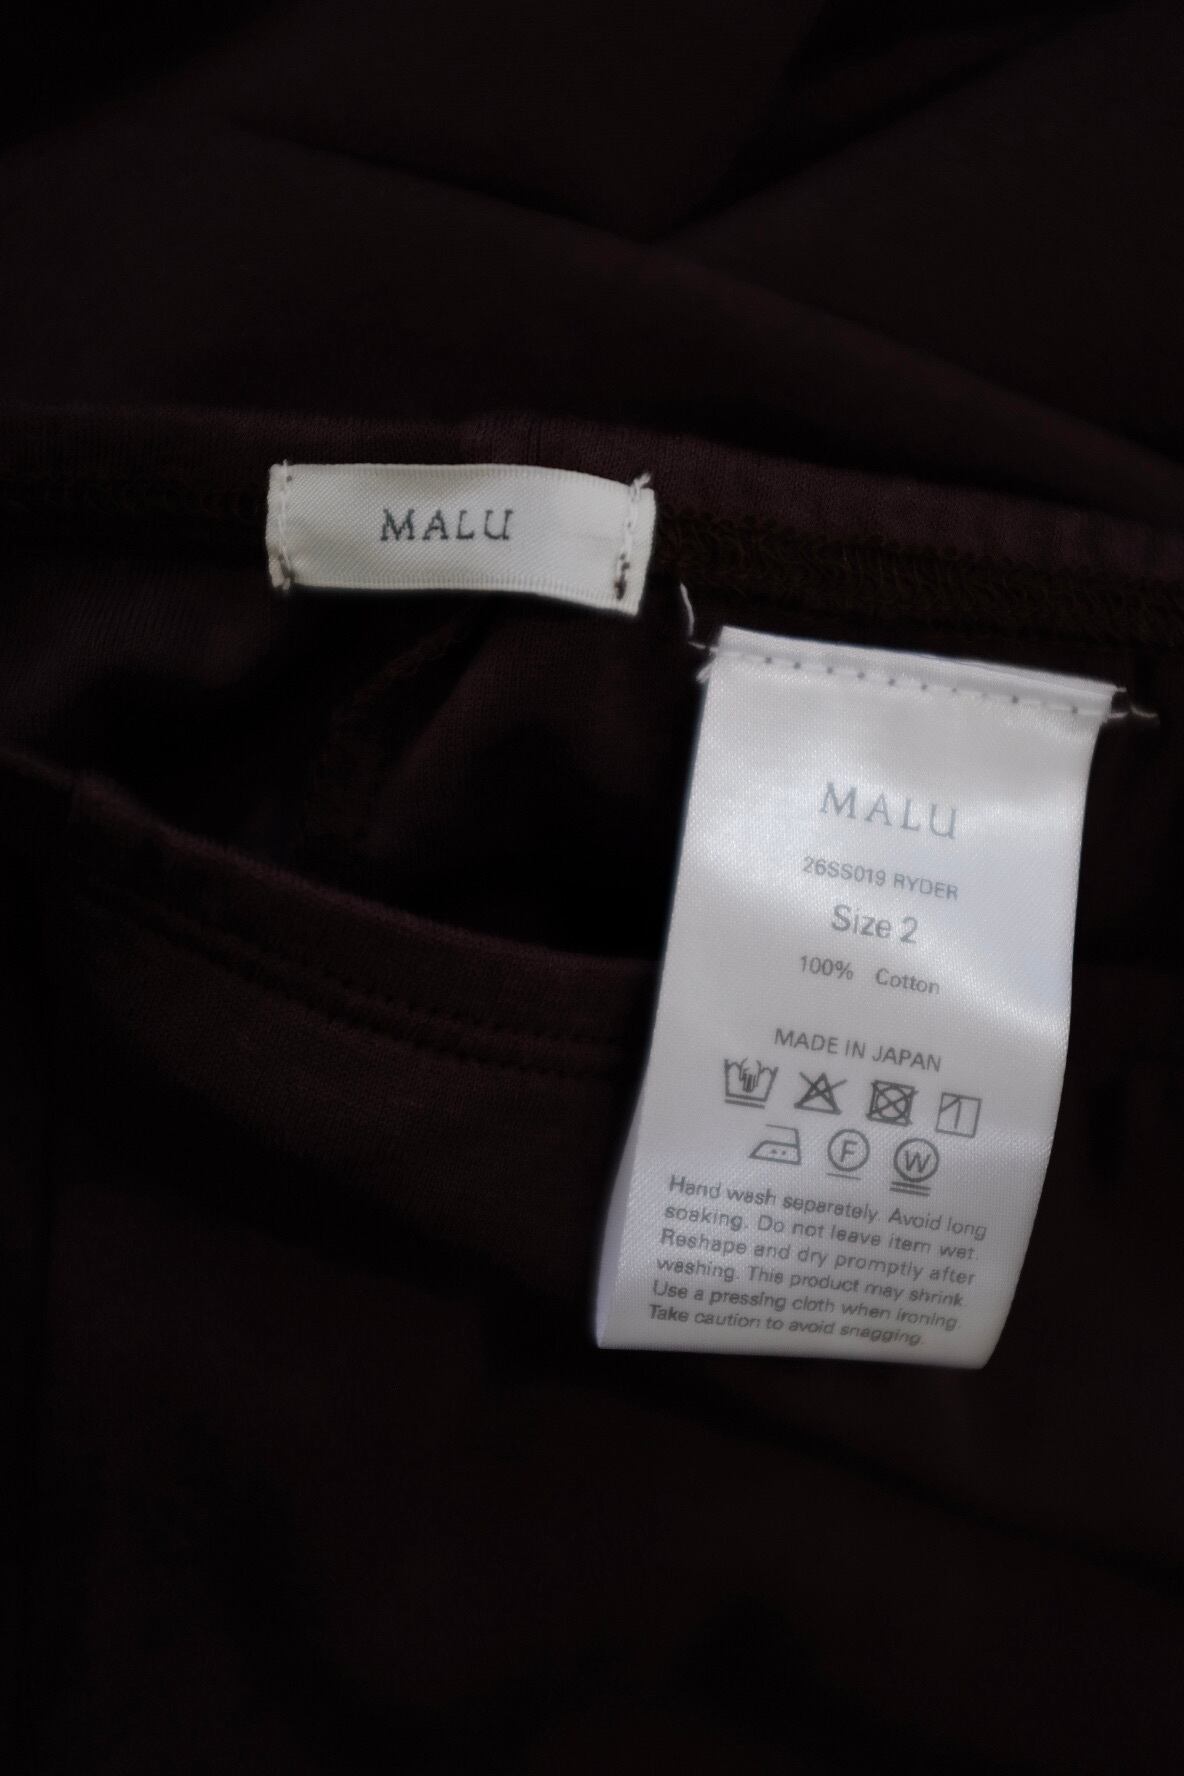 MALU
MALU
26SS019 RYDER
Size 2
100% Cotton
MADE IN JAPAN
F W
Hand wash separately. Avoid long
soaking. Do not leave item wet.
Reshape and dry promptly after
washing. This product may shrink.
Use a pressing cloth when ironing.
Take caution to avoid snagging.